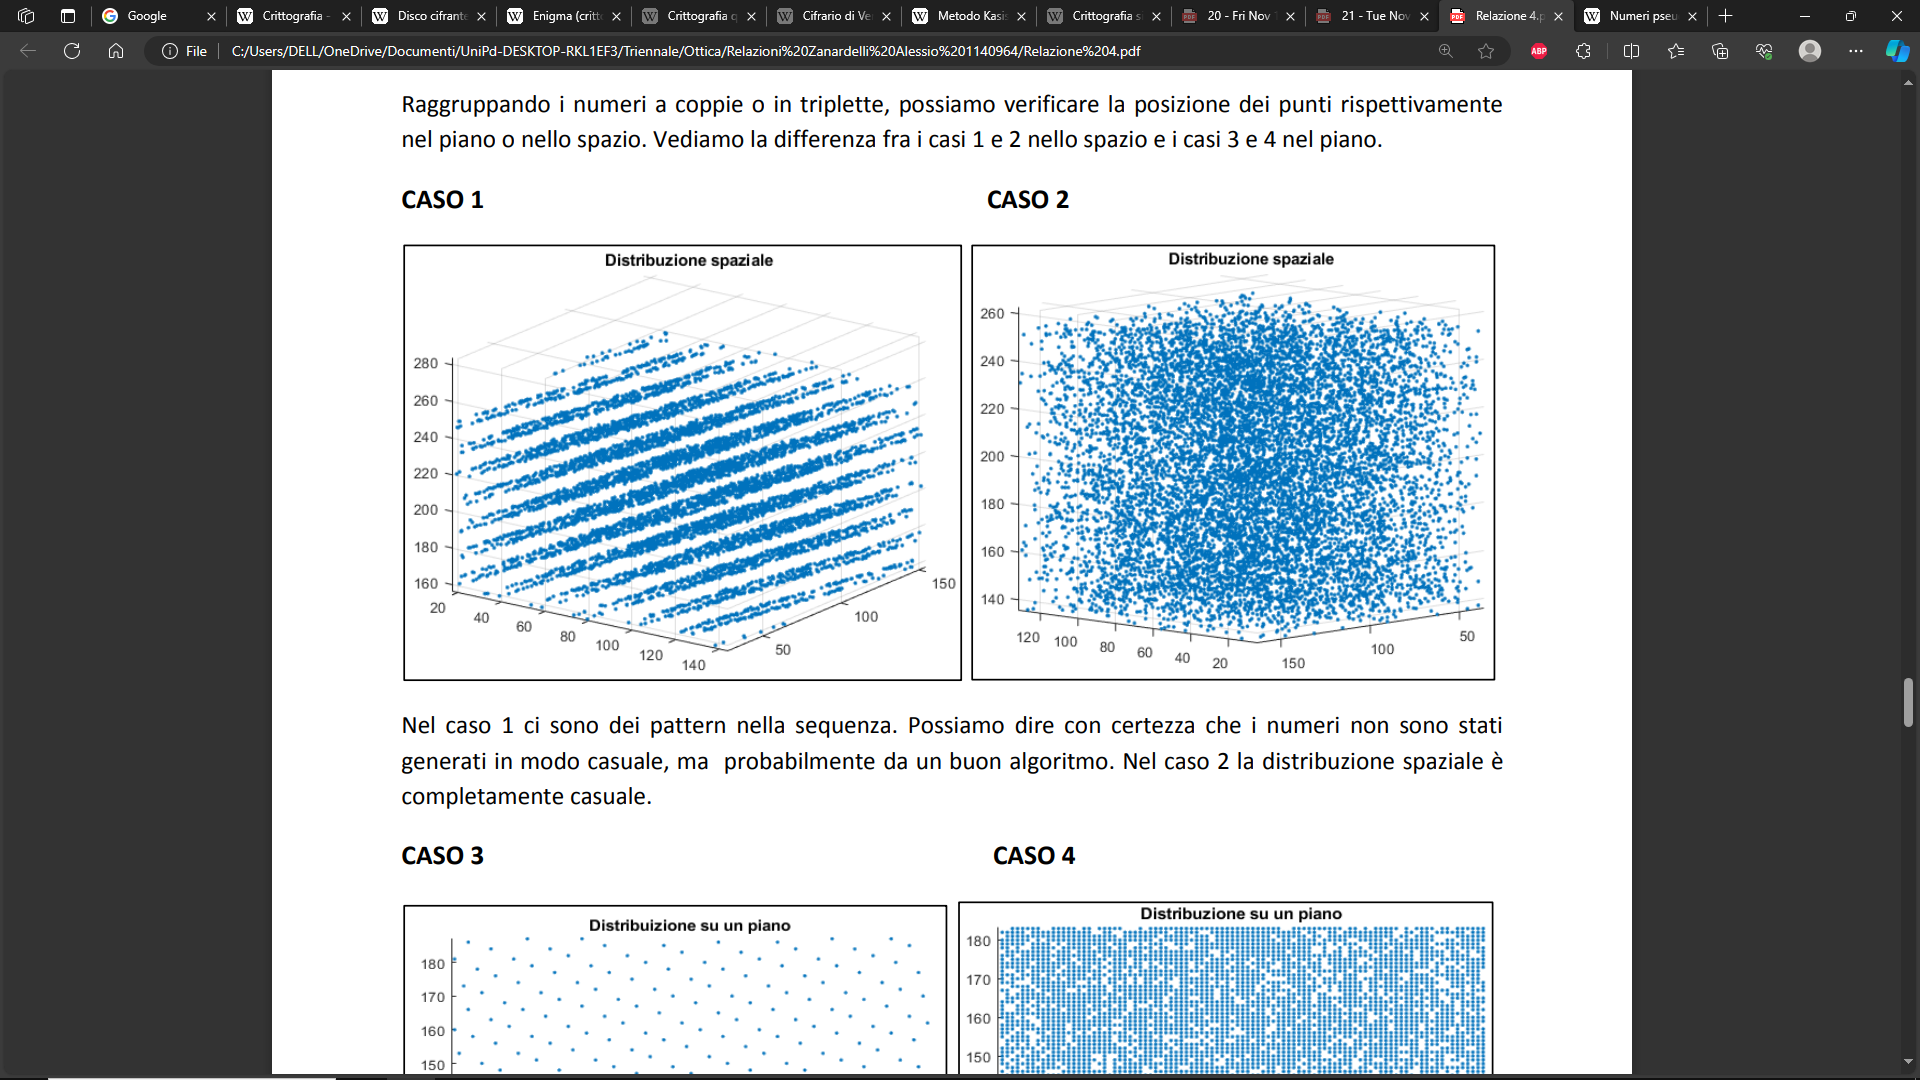 Google
Crittografia -
Disco cifrante
Enigma (critt
Crittografia q
Cifrario di Ve
Metodo Kasis
Crittografia s
20 - Fri Nov
21 - Tue Nov
Relazione 4.p
Numeri pseu
File
C:/Users/DELL/OneDrive/Documenti/UniPd-DESKTOP-RKL1EF3/Triennale/Ottica/Relazioni%20Zanardelli%20Alessio%201140964/Relazione%204.pdf
ABP
Raggruppando i numeri a coppie o in triplette, possiamo verificare la posizione dei punti rispettivamente
nel piano o nello spazio. Vediamo la differenza fra i casi 1 e 2 nello spazio e i casi 3 e 4 nel piano.
CASO 1
CASO 2
Distribuzione spaziale
280
260
240
220
200
180
160
20
40
60
80
100
120
140
50
100
150
Distribuzione spaziale
260
240
220
200
180
160
140
120
100
80
60
40
20
150
100
50
Nel caso 1 ci sono dei pattern nella sequenza. Possiamo dire con certezza che i numeri non sono stati
generati in modo casuale, ma probabilmente da un buon algoritmo. Nel caso 2 la distribuzione spaziale è
completamente casuale.
CASO 3
CASO 4
Distribuizione su un piano
180
170
160
150
Distribuzione su un piano
180
170
160
150